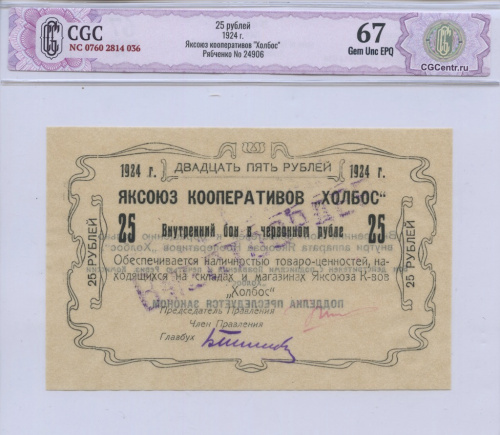 CGC
NC 0760 2814 036
25 рублей
1924 г.
Яксоюз кооперативов "Холбос"
Рябченко No 24906
67
Gem Unc EPQ
CGC
CGCentr.ru
1924 г.
ДВАДЦАТЬ ПЯТЬ РУБЛЕЙ
1924 г.
ЯКСОЮЗ КООПЕРАТИВОВ „ХОЛБОС"
25
Внутренний бон в червонном рубле
25
Обеспечивается наличностью товаро-ценностей, на-
ходящихся на складах и магазинах Яксоюза К-вов
„Холбос"
Председатель Правления
Член Правления
Главбух
25 РУБЛЕЙ
25 РУБЛЕЙ